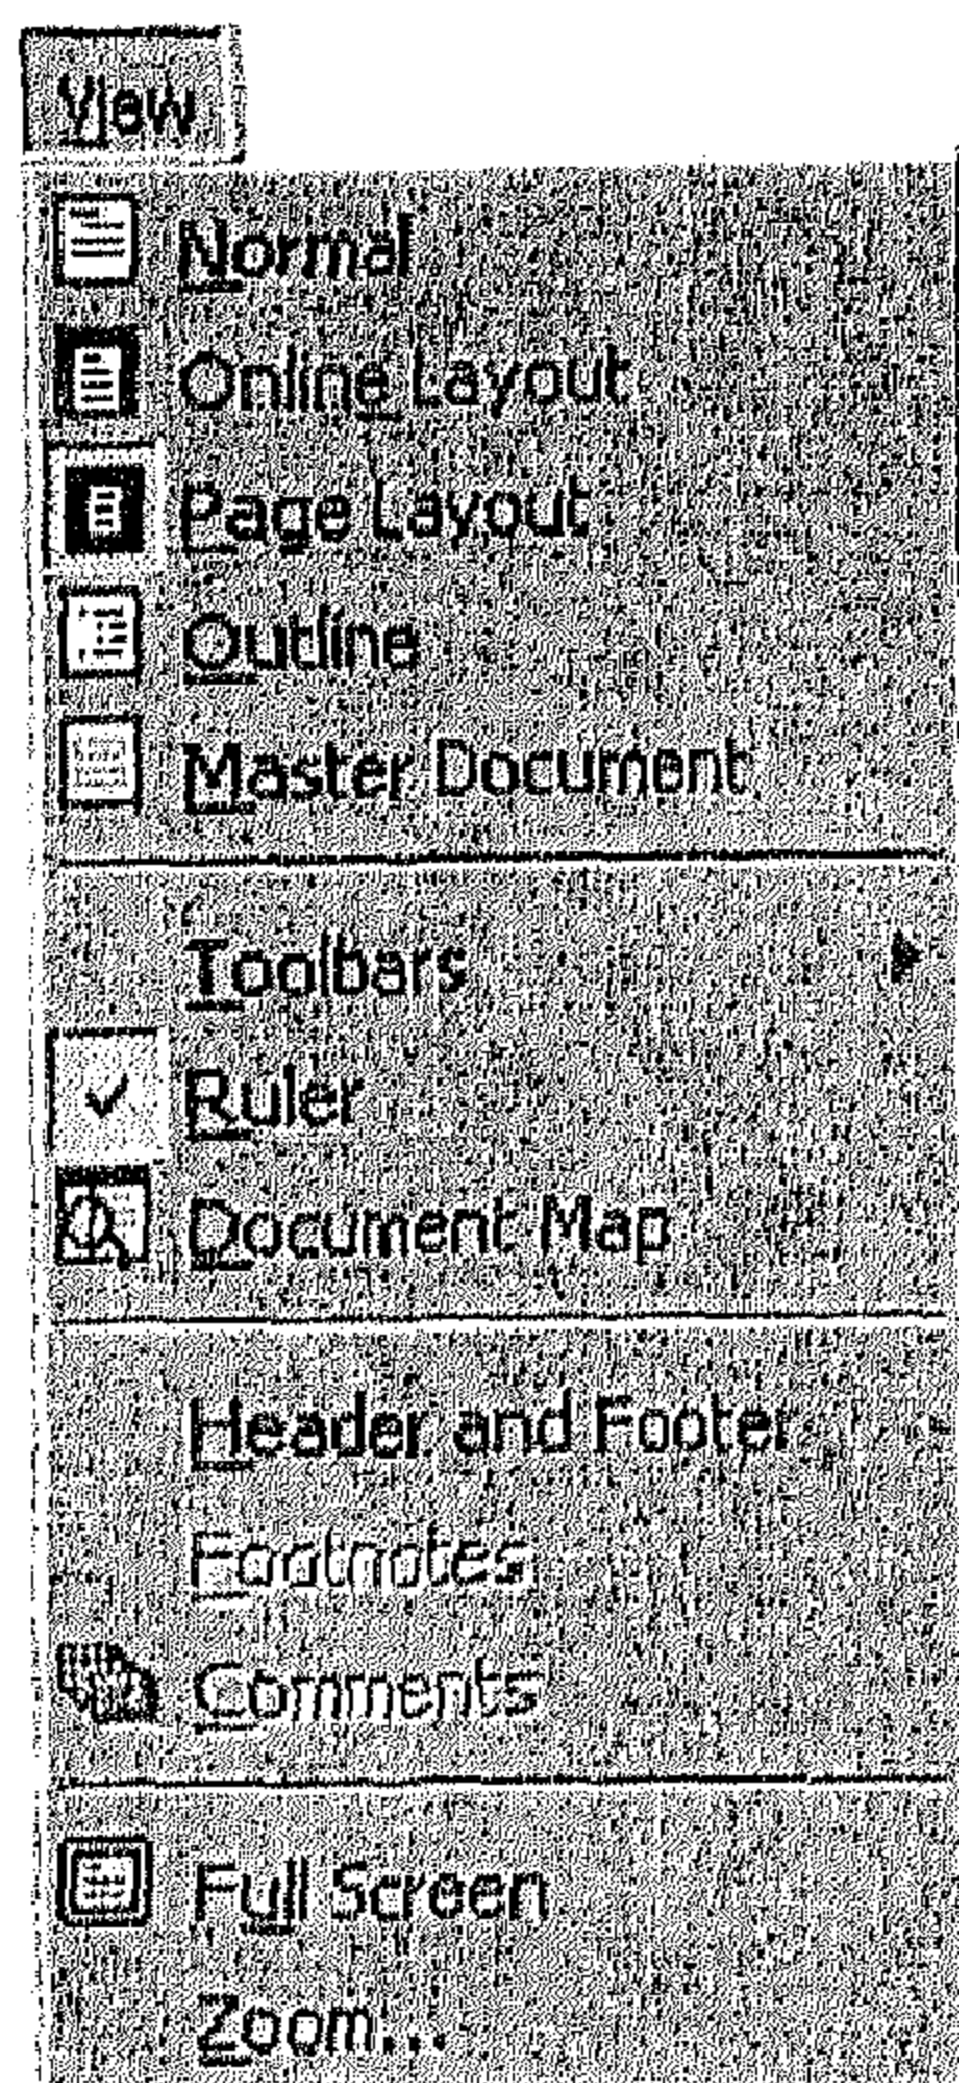 View
Normal
Online Layout
Page Layout
Outline
Master Document
Toolbars
Ruler
Document Map
Header and Footer
Footnotes
Comments
Full Screen
Zoom...